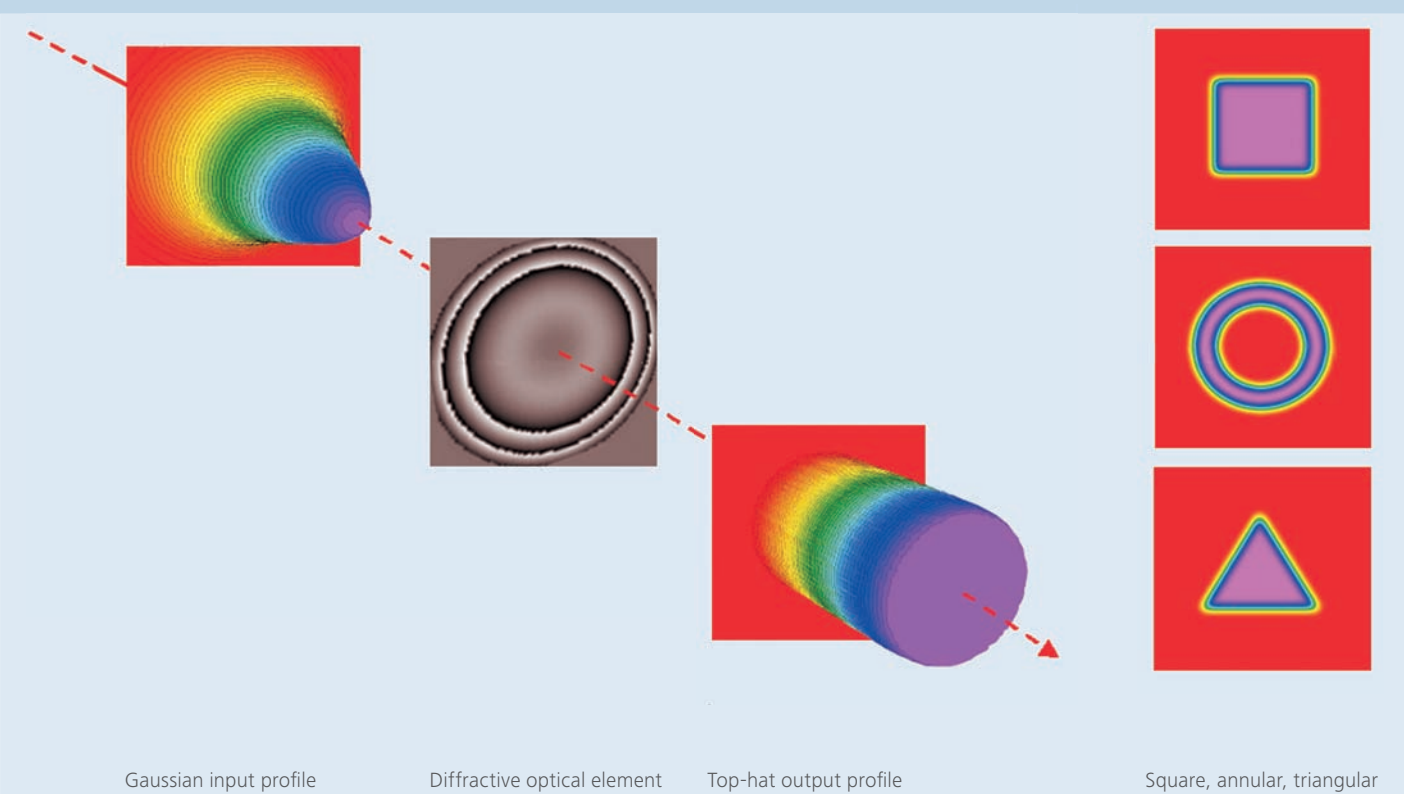 Gaussian input profile
Diffractive optical element
Top-hat output profile
Square, annular, triangular